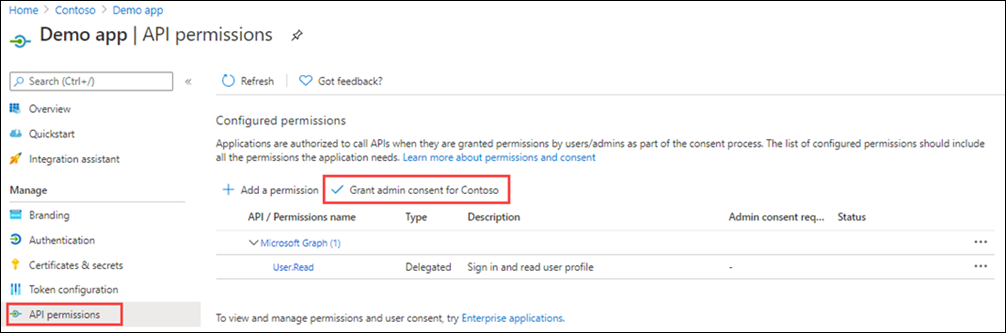 Home > Contoso > Demo app
Demo app | API permissions
Search (Ctrl+/)
«
Refresh
Got feedback?
Overview
Quickstart
Integration assistant
Manage
Branding
Authentication
Certificates & secrets
Token configuration
API permissions
Configured permissions
Applications are authorized to call APIs when they are granted permissions by users/admins as part of the consent process. The list of configured permissions should include
all the permissions the application needs. Learn more about permissions and consent
Add a permission
Grant admin consent for Contoso
API / Permissions name Type Description Admin consent req... Status
Microsoft Graph (1) ...
User.Read Delegated Sign in and read user profile - ...
To view and manage permissions and user consent, try Enterprise applications.